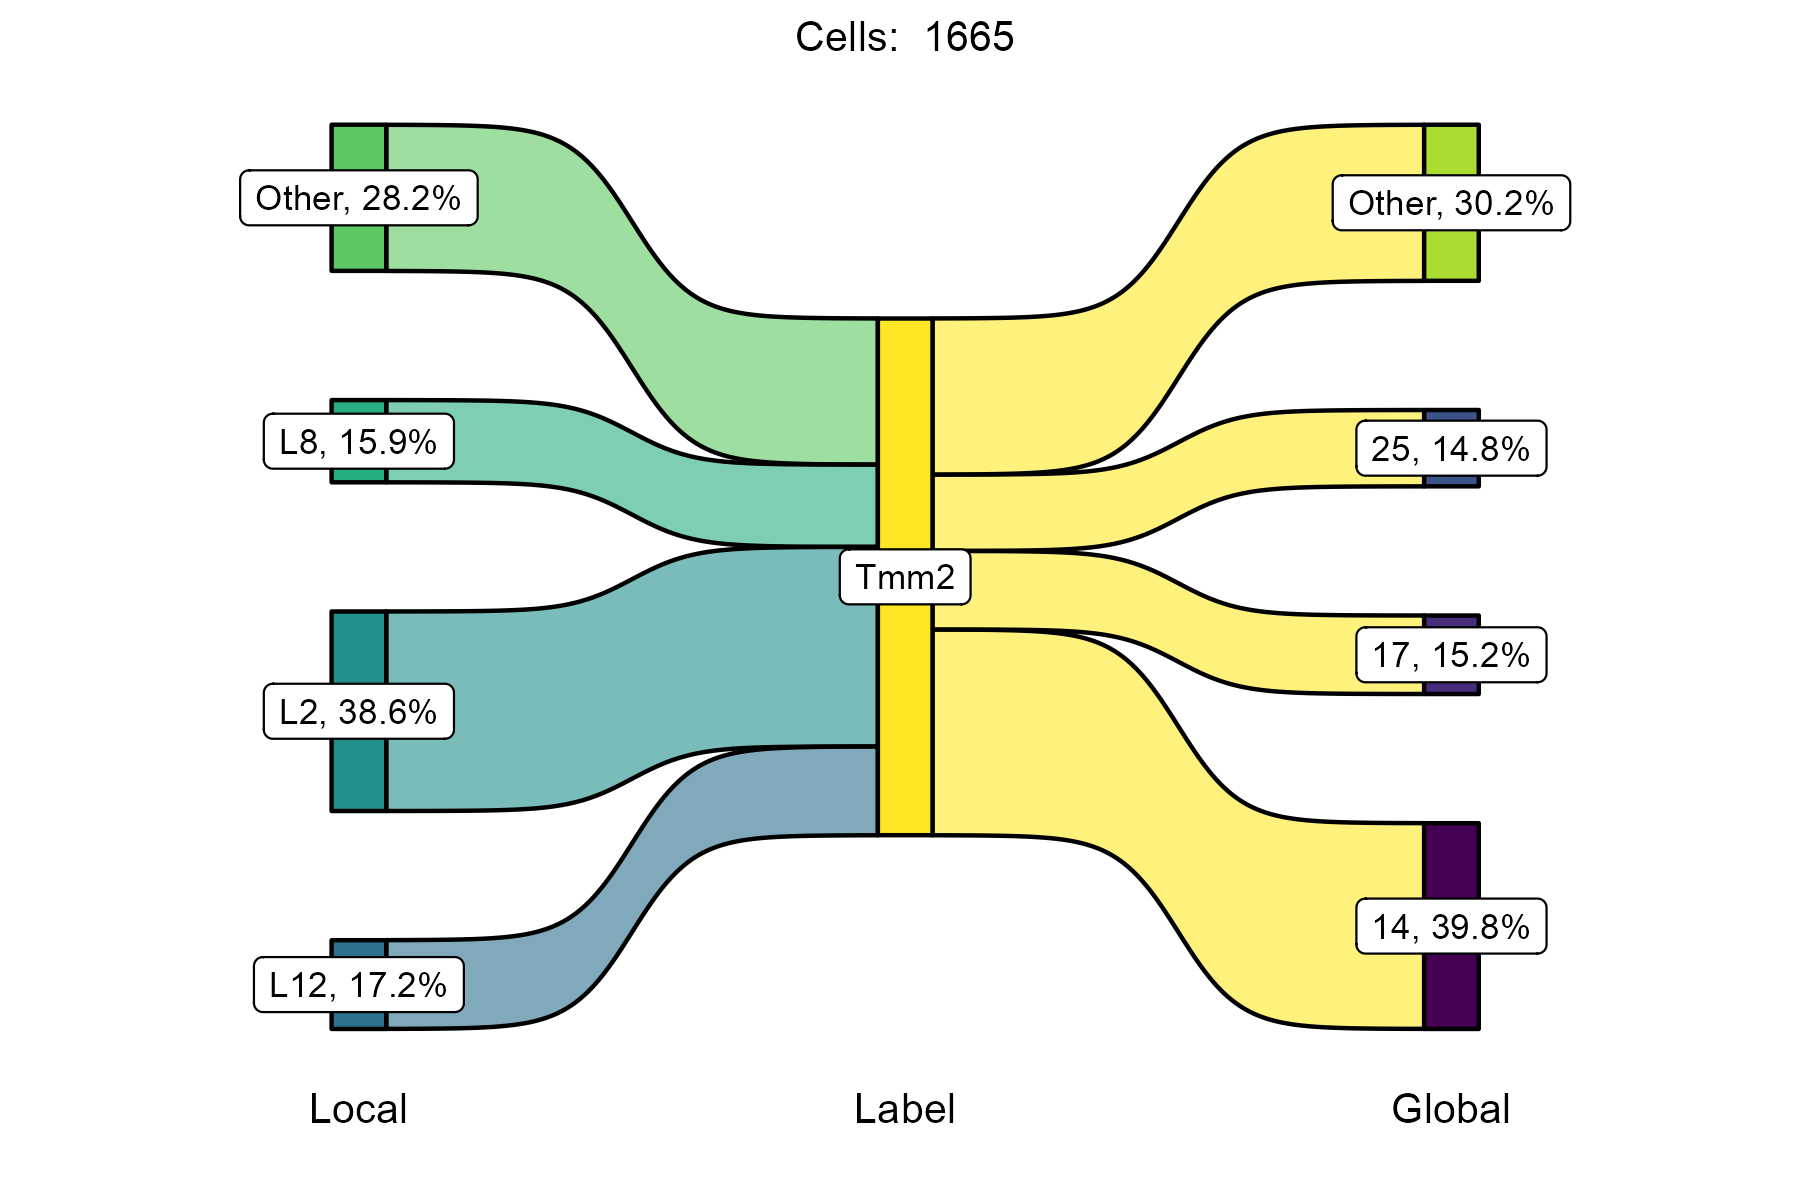 Cells:  1665
Other, 28.2%
Other, 30.2%
L8, 15.9%
25, 14.8%
Tmm2
17, 15.2%
L2, 38.6%
14, 39.8%
L12, 17.2%
Local
Label
Global